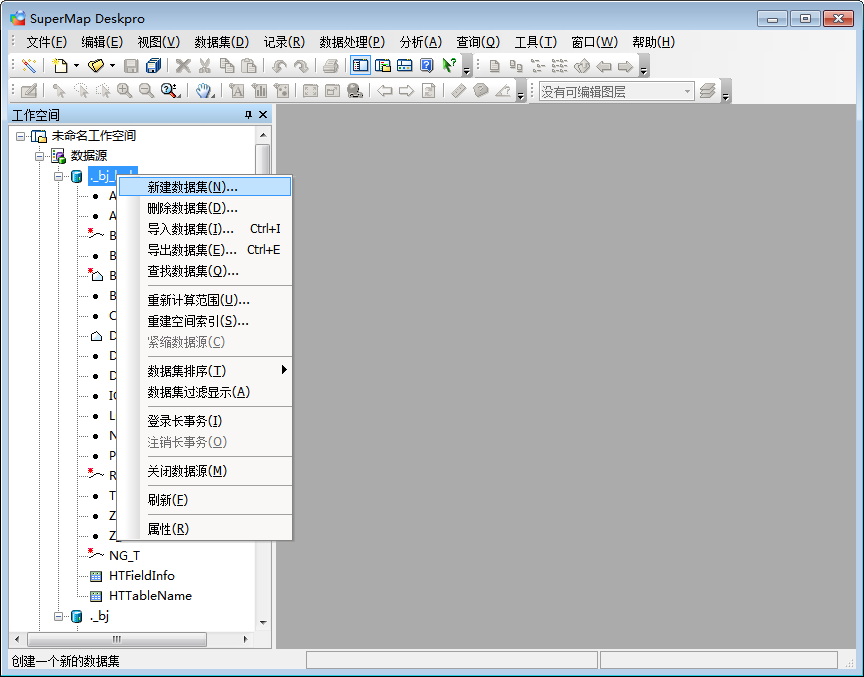 SuperMap Deskpro
文件(F) 编辑(E) 视图(V) 数据集(D) 记录(R) 数据处理(P) 分析(A) 查询(Q) 工具(T) 窗口(W) 帮助(H)
没有可编辑图层
工作空间
未命名工作空间
数据源
._bj_
新建数据集(N)...
删除数据集(D)...
导入数据集(I)... Ctrl+I
导出数据集(E)... Ctrl+E
查找数据集(Q)...
重新计算范围(U)...
重建空间索引(S)...
紧缩数据源(C)
数据集排序(T)
数据集过滤显示(A)
登录长事务(I)
注销长事务(O)
关闭数据源(M)
刷新(F)
属性(R)
A
A
B
B
B
B
C
D
D
D
L
N
P
R
T
Z
Z
NG_T
HTFieldInfo
HTTableName
._bj
创建一个新的数据集